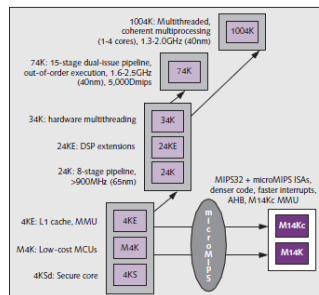 1004K: Multithreaded,
coherent multiprocessing
(1-4 cores), 1.3-2.0GHz (40nm)
1004K
74K: 15-stage dual-issue pipeline,
out-of-order execution, 1.6-2.5GHz
(40nm), 5,000Dmips
74K
34K: hardware multithreading
34K
24KE: DSP extensions
24KE
24K: 8-stage pipeline,
>900MHz (65nm)
24K
MIPS32 + microMIPS ISAs,
denser code, faster interrupts,
AHB, M14Kc MMU
4KE: L1 cache, MMU
4KE
M4K: Low-cost MCUs
M4K
4KSd: Secure core
4KS
microMIPS
M14Kc
M14K